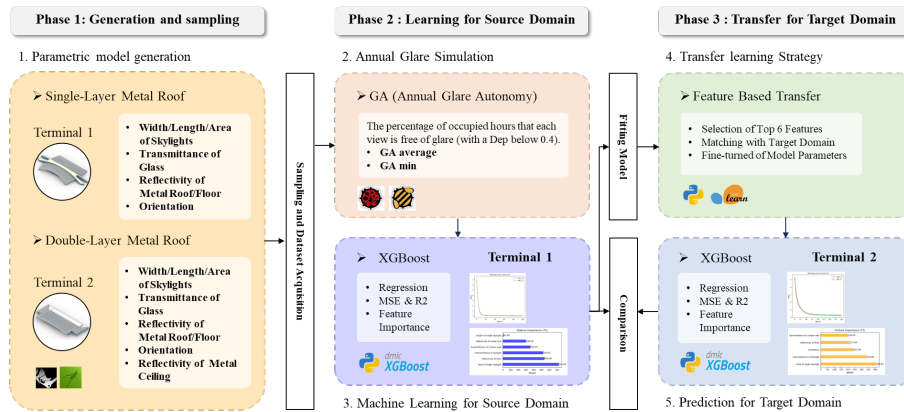 Phase 1: Generation and sampling
Phase 2 : Learning for Source Domain
Phase 3 : Transfer for Target Domain
1. Parametric model generation
Single-Layer Metal Roof
Terminal 1
• Width/Length/Area
of Skylights
• Transmittance of
Glass
• Reflectivity of
Metal Roof/Floor
• Orientation
Double-Layer Metal Roof
Terminal 2
• Width/Length/Area of
Skylights
• Transmittance of
Glass
• Reflectivity of
Metal Roof/Floor
• Orientation
• Reflectivity of Metal
Ceiling
Sampling and Dataset Acquisition
2. Annual Glare Simulation
GA (Annual Glare Autonomy)
The percentage of occupied hours that each
view is free of glare (with a Dep below 0.4).
• GA average
• GA min
XGBoost
Terminal 1
• Regression
• MSE & R2
• Feature
Importance
dmlc
XGBoost
3. Machine Learning for Source Domain
Fitting Model
Comparison
4. Transfer learning Strategy
Feature Based Transfer
• Selection of Top 6 Features
• Matching with Target Domain
• Fine-turned of Model Parameters
learn
XGBoost
Terminal 2
• Regression
• MSE & R2
• Feature
Importance
dmlc
XGBoost
5. Prediction for Target Domain